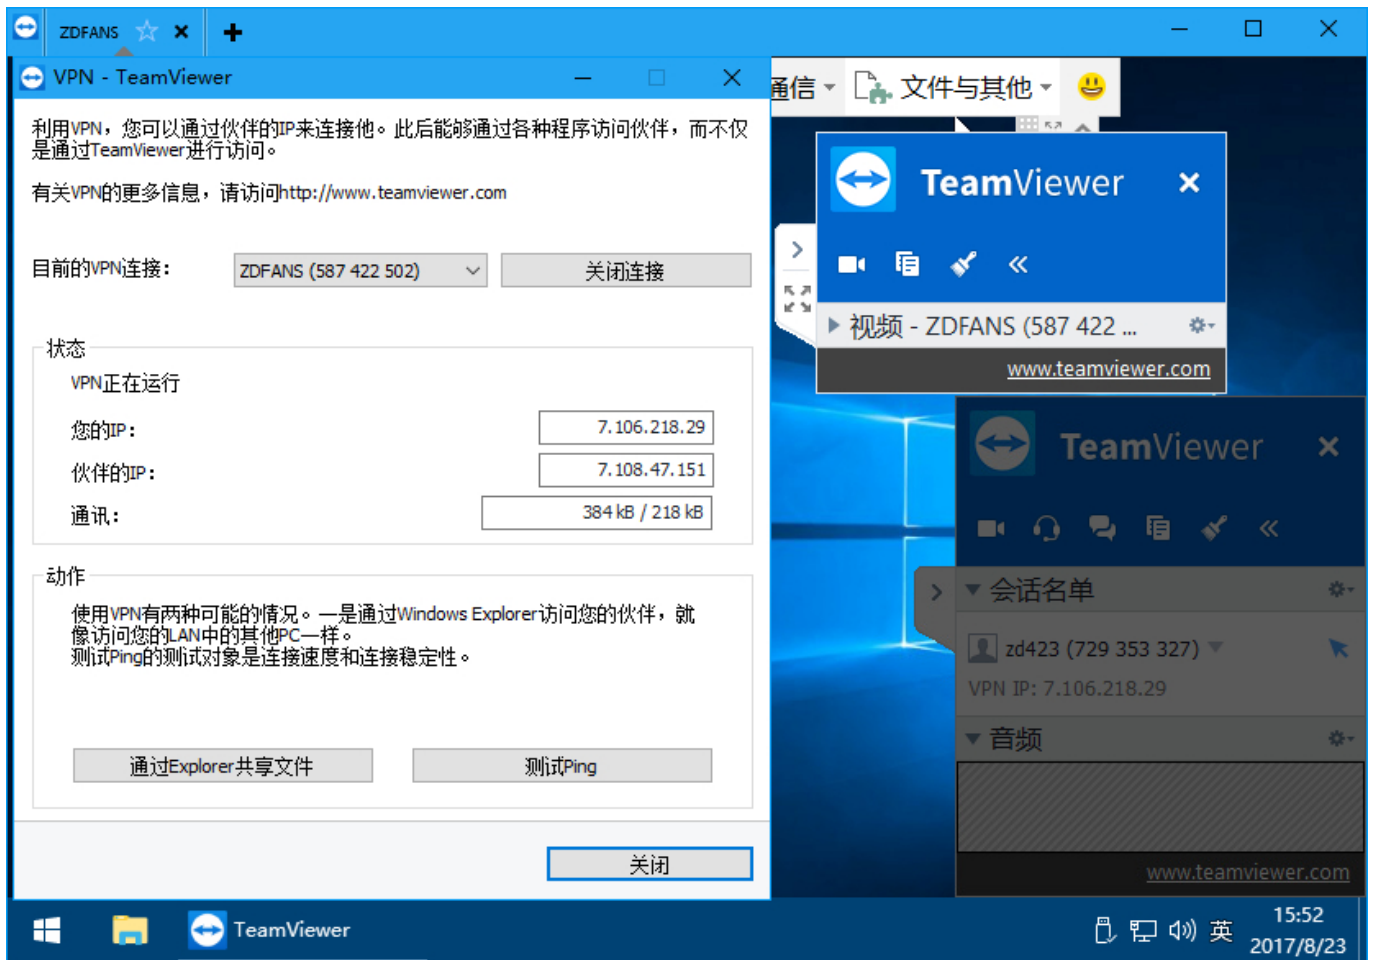 ZDFANS
VPN - TeamViewer
通信
文件与其他
利用VPN，您可以通过伙伴的IP来连接他。此后能够通过各种程序访问伙伴，而不仅
是通过TeamViewer进行访问。
有关VPN的更多信息，请访问http://www.teamviewer.com
目前的VPN连接：
ZDFANS (587 422 502)
关闭连接
状态
VPN正在运行
您的IP：
7.106.218.29
伙伴的IP：
7.108.47.151
通讯：
384 kB / 218 kB
动作
使用VPN有两种可能的情况。一是通过Windows Explorer访问您的伙伴，就
像访问您的LAN中的其他PC一样。
测试Ping的测试对象是连接速度和连接稳定性。
通过Explorer共享文件
测试Ping
关闭
TeamViewer
视频 - ZDFANS (587 422 ...
www.teamviewer.com
TeamViewer
会话名单
zd423 (729 353 327)
VPN IP: 7.106.218.29
音频
www.teamviewer.com
TeamViewer
英
15:52
2017/8/23